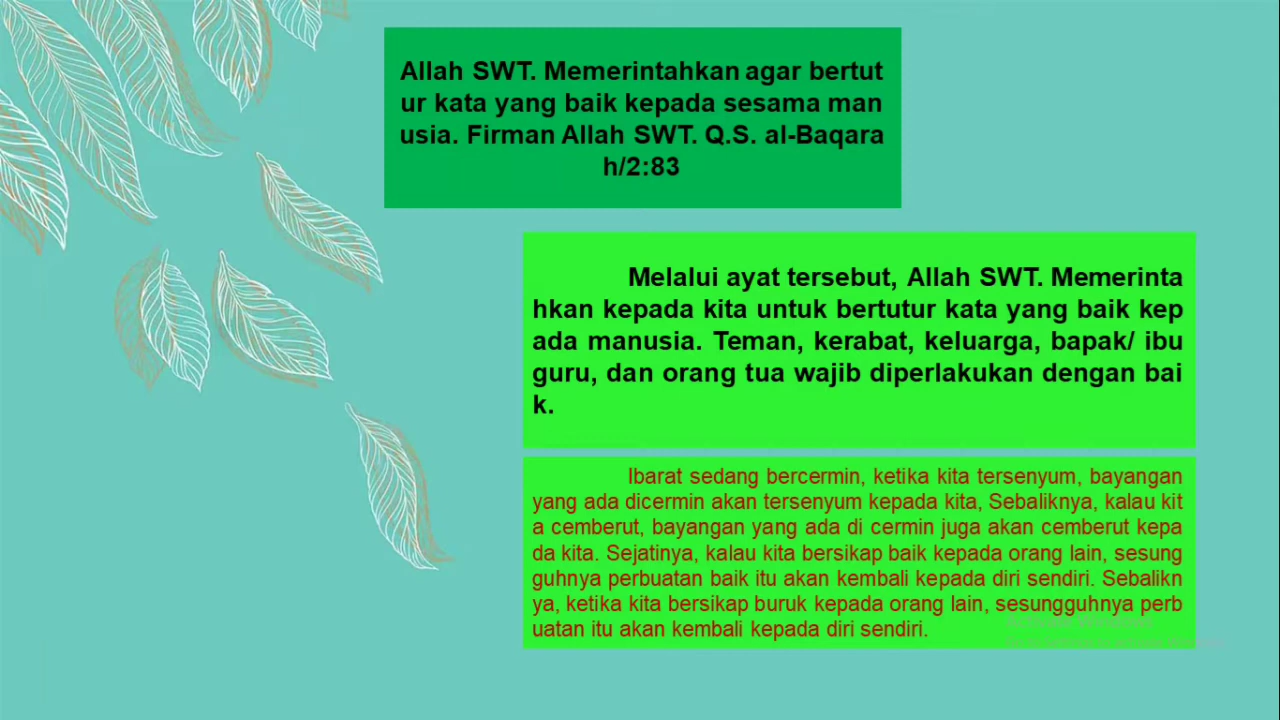 Allah SWT. Memerintahkan agar bertut
ur kata yang baik kepada sesama man
usia. Firman Allah SWT. Q.S. al-Baqara
h/2:83
Melalui ayat tersebut, Allah SWT. Memerinta
hkan kepada kita untuk bertutur kata yang baik kep
ada manusia. Teman, kerabat, keluarga, bapak/ ibu
guru, dan orang tua wajib diperlakukan dengan bai
k.
Ibarat sedang bercermin, ketika kita tersenyum, bayangan
yang ada dicermin akan tersenyum kepada kita, Sebaliknya, kalau kit
a cemberut, bayangan yang ada di cermin juga akan cemberut kepa
da kita. Sejatinya, kalau kita bersikap baik kepada orang lain, sesung
guhnya perbuatan baik itu akan kembali kepada diri sendiri. Sebalikn
ya, ketika kita bersikap buruk kepada orang lain, sesungguhnya perb
uatan itu akan kembali kepada diri sendiri.
Activate Windows